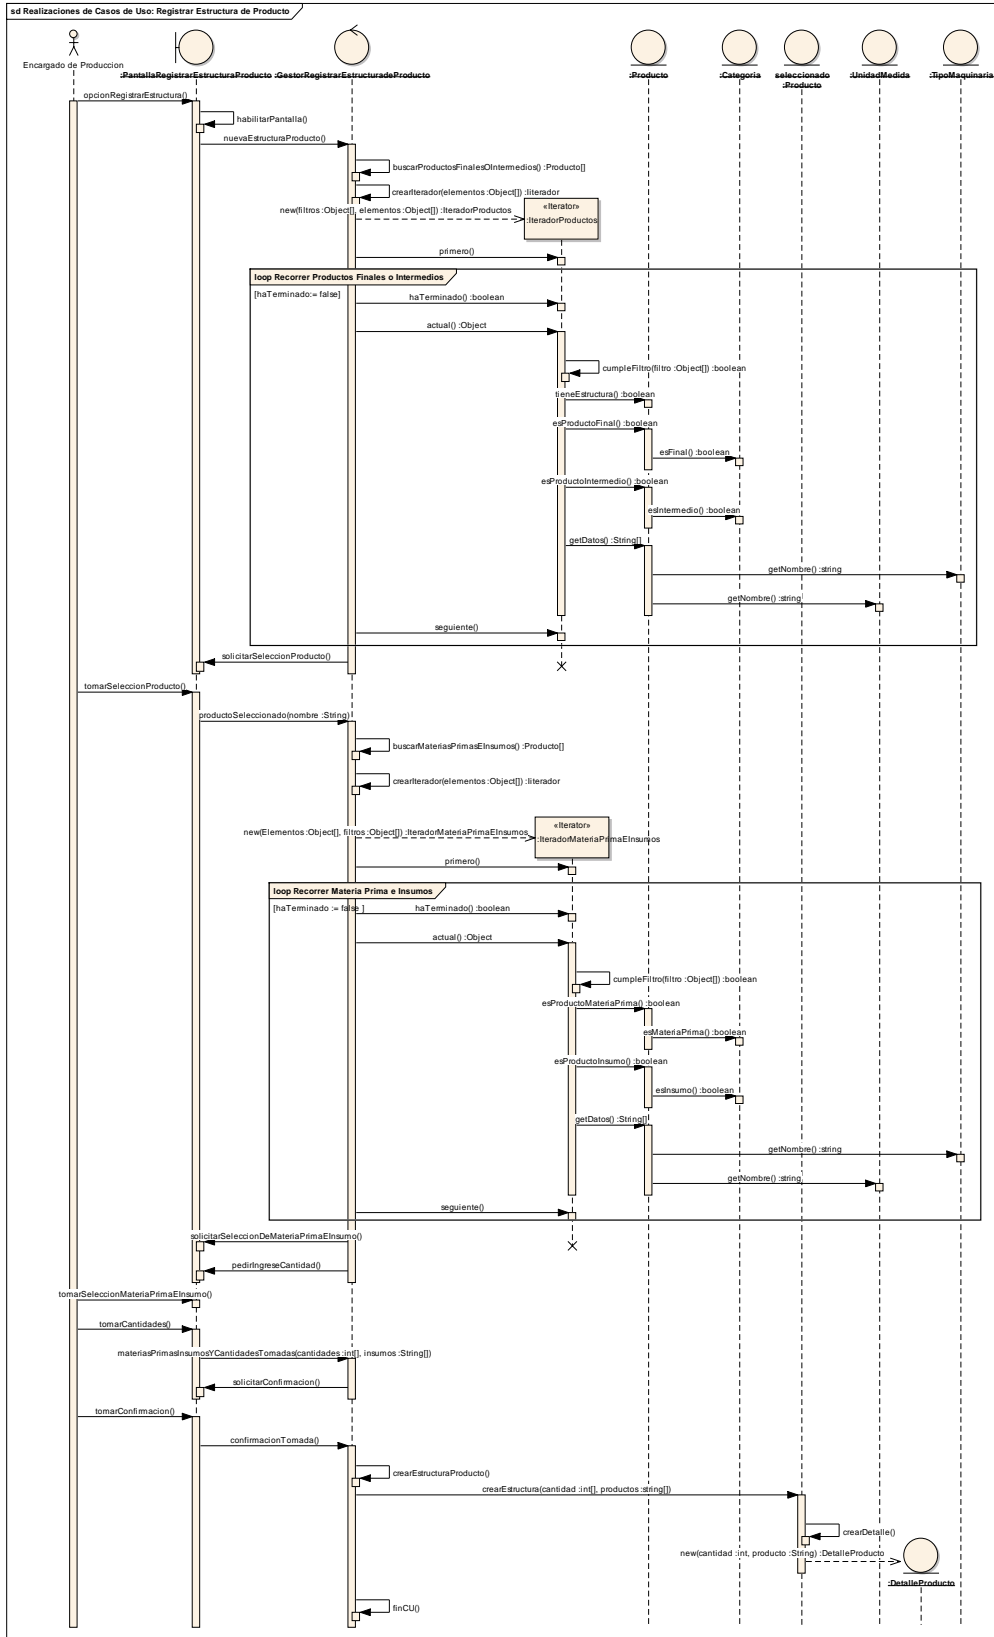 sd Realizaciones de Casos de Uso: Registrar Estructura de Producto
Encargado de Produccion
:PantallaRegistrarEstructuraProducto
:GestorRegistrarEstructuradeProducto
:Producto
:Categoria
seleccionado
:Producto
:UnidadMedida
:TipoMaquinaria
opcionRegistrarEstructura()
habilitarPantalla()
nuevaEstructuraProducto()
buscarProductosFinalesOIntermedios() :Producto[]
crearIterador(elementos :Object[]) :Iiterador
new(filtros :Object[], elementos :Object[]) :IteradorProductos
«Iterator»
:IteradorProductos
primero()
loop Recorrer Productos Finales o Intermedios
[haTerminado:= false]
haTerminado() :boolean
actual() :Object
cumpleFiltro(filtro :Object[]) :boolean
tieneEstructura() :boolean
esProductoFinal() :boolean
esFinal() :boolean
esProductoIntermedio() :boolean
esIntermedio() :boolean
getDatos() :String[]
getNombre() :string
getNombre() :string
seguiente()
solicitarSeleccionProducto()
tomarSeleccionProducto()
productoSeleccionado(nombre :String)
buscarMateriasPrimasEInsumos() :Producto[]
crearIterador(elementos :Object[]) :Iiterador
new(Elementos :Object[], filtros :Object[]) :IteradorMateriaPrimaEInsumos
«Iterator»
:IteradorMateriaPrimaEInsumos
primero()
loop Recorrer Materia Prima e Insumos
[haTerminado := false ]
haTerminado() :boolean
actual() :Object
cumpleFiltro(filtro :Object[]) :boolean
esProductoMateriaPrima() :boolean
esMateriaPrima() :boolean
esProductoInsumo() :boolean
esInsumo() :boolean
getDatos() :String[]
getNombre() :string
getNombre() :string
seguiente()
solicitarSeleccionDeMateriaPrimaEInsumo()
pedirIngreseCantidad()
tomarSeleccionMateriaPrimaEInsumo()
tomarCantidades()
materiasPrimasInsumosYCantidadesTomadas(cantidades :int[], insumos :String[])
solicitarConfirmacion()
tomarConfirmacion()
confirmacionTomada()
crearEstructuraProducto()
crearEstructura(cantidad :int[], productos :string[])
crearDetalle()
new(cantidad :int, producto :String) :DetalleProducto
:DetalleProducto
finCU()